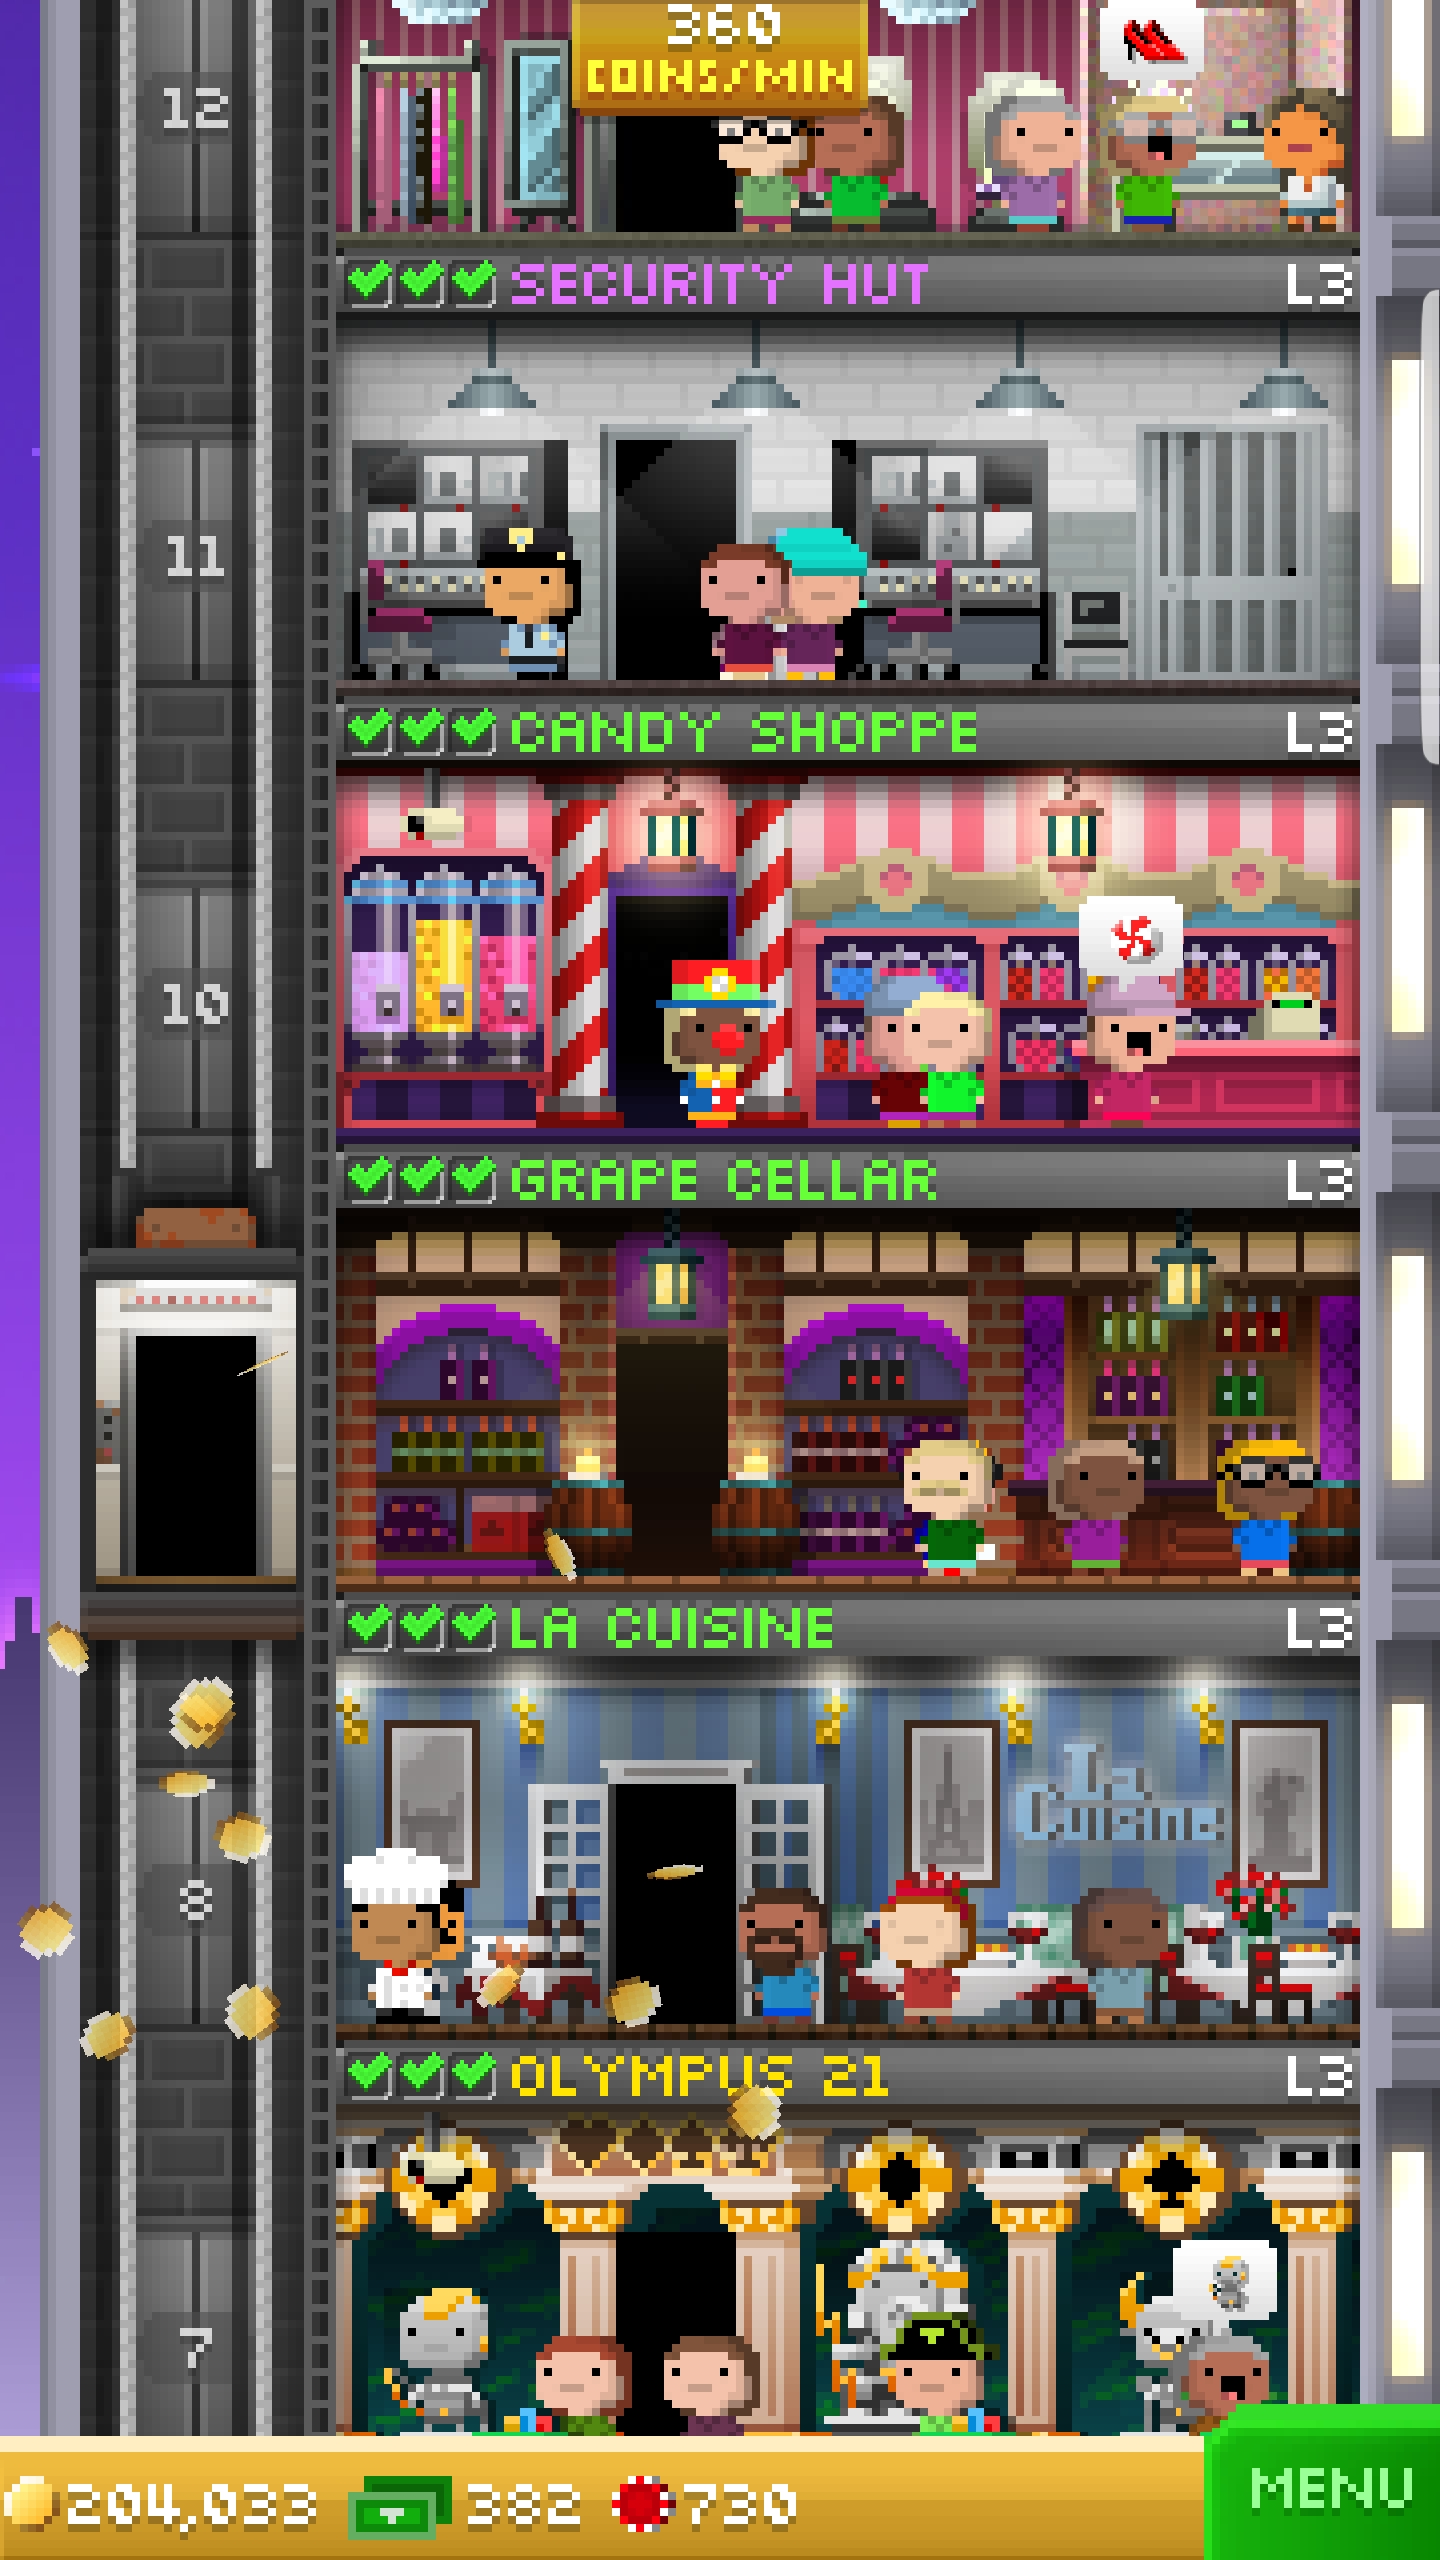 360
COINS/MIN
12
SECURITY HUT L3
11
CANDY SHOPPE L3
10
GRAPE CELLAR L3
LA CUISINE L3
La
Cuisine
8
OLYMPUS 21 L3
7
204,033 382 730 MENU